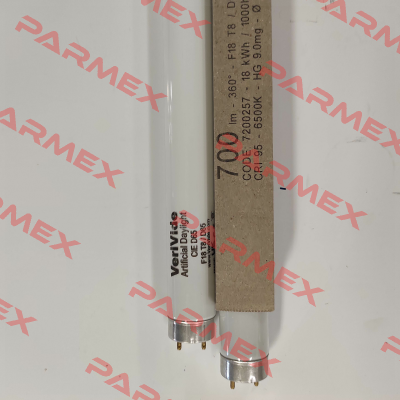 VeriVide
Artificial Daylight
CIE D65
F18 T8 / D65
700 lm - 360° - F18 T8 / D
CODE: 7200257 - 18 kWh / 1000h
CRI 95 - 6500K - HG 9.0mg - Ø
PARMEX
PARMEX
PARMEX
PARMEX
PARMEX